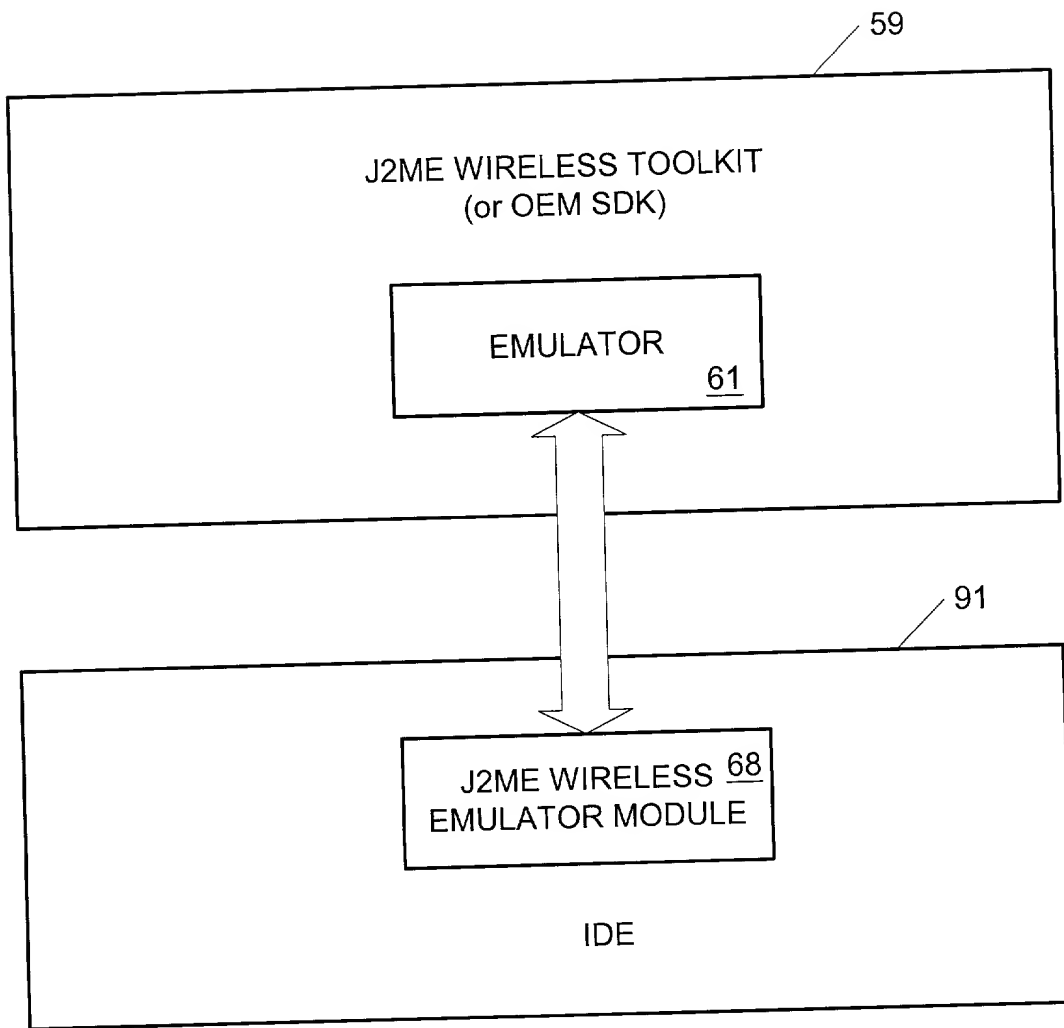 59
J2ME WIRELESS TOOLKIT
(or OEM SDK)
EMULATOR
61
91
J2ME WIRELESS 68
EMULATOR MODULE
IDE